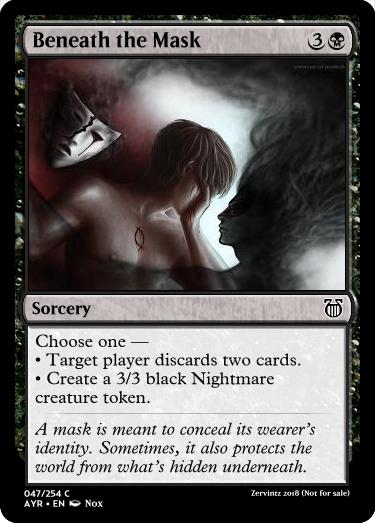 Beneath the Mask 3
Sorcery
Choose one —
• Target player discards two cards.
• Create a 3/3 black Nightmare
creature token.
A mask is meant to conceal its wearer's
identity. Sometimes, it also protects the
world from what's hidden underneath.
047/254 C
Zervintz 2018 (Not for sale)
AYR • EN Nox